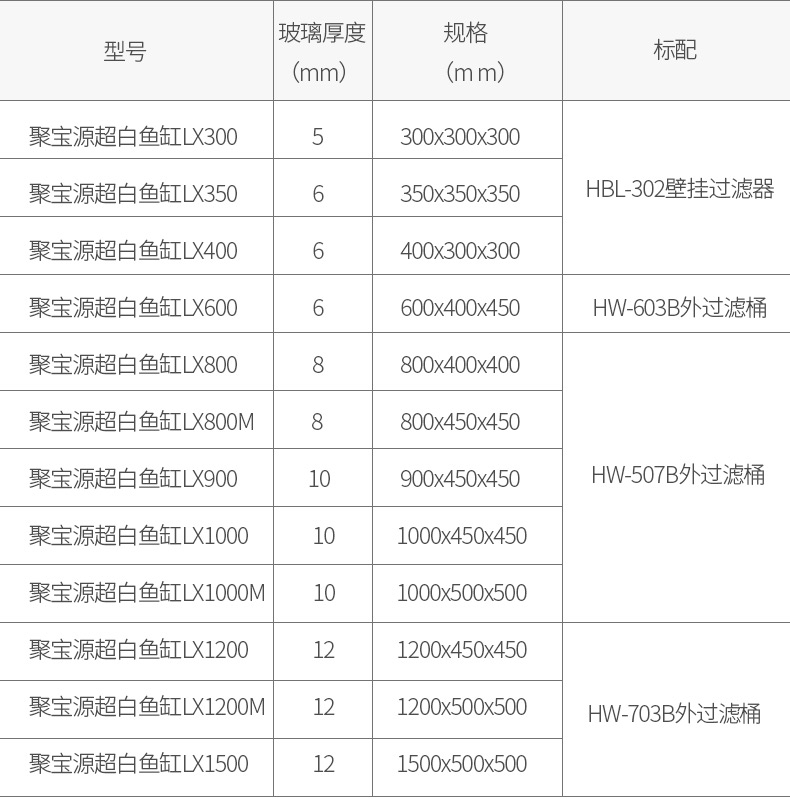 型号 玻璃厚度(mm) 规格(m m) 标配
聚宝源超白鱼缸LX300 5 300x300x300
聚宝源超白鱼缸LX350 6 350x350x350 HBL-302壁挂过滤器
聚宝源超白鱼缸LX400 6 400x300x300
聚宝源超白鱼缸LX600 6 600x400x450 HW-603B外过滤桶
聚宝源超白鱼缸LX800 8 800x400x400
聚宝源超白鱼缸LX800M 8 800x450x450
聚宝源超白鱼缸LX900 10 900x450x450 HW-507B外过滤桶
聚宝源超白鱼缸LX1000 10 1000x450x450
聚宝源超白鱼缸LX1000M 10 1000x500x500
聚宝源超白鱼缸LX1200 12 1200x450x450
聚宝源超白鱼缸LX1200M 12 1200x500x500 HW-703B外过滤桶
聚宝源超白鱼缸LX1500 12 1500x500x500